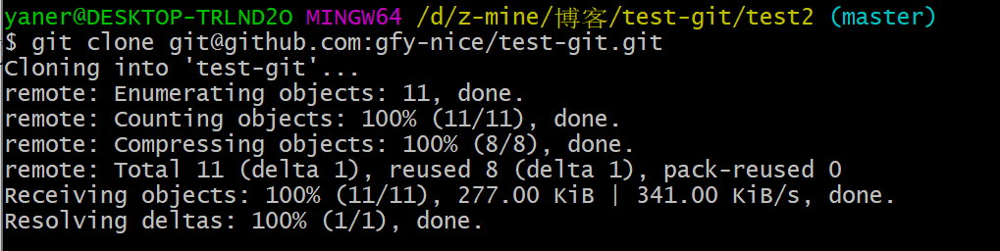 yaner@DESKTOP-TRLND2O MINGW64 /d/z-mine/博客/test-git/test2 (master)
$ git clone git@github.com:gfy-nice/test-git.git
Cloning into 'test-git'...
remote: Enumerating objects: 11, done.
remote: Counting objects: 100% (11/11), done.
remote: Compressing objects: 100% (8/8), done.
remote: Total 11 (delta 1), reused 8 (delta 1), pack-reused 0
Receiving objects: 100% (11/11), 277.00 KiB | 341.00 KiB/s, done.
Resolving deltas: 100% (1/1), done.